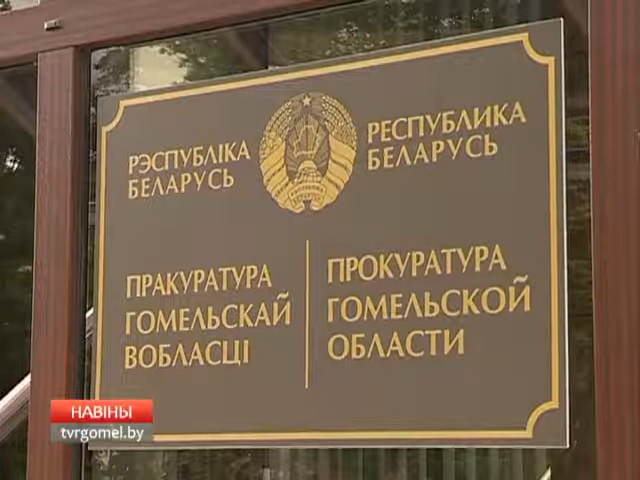 РЭСПУБЛІКА
БЕЛАРУСЬ
РЕСПУБЛИКА
БЕЛАРУСЬ
ПРАКУРАТУРА
ГОМЕЛЬСКАЙ
ВОБЛАСЦІ
ПРОКУРАТУРА
ГОМЕЛЬСКОЙ
ОБЛАСТИ
НАВІНЫ
tvrgomel.by